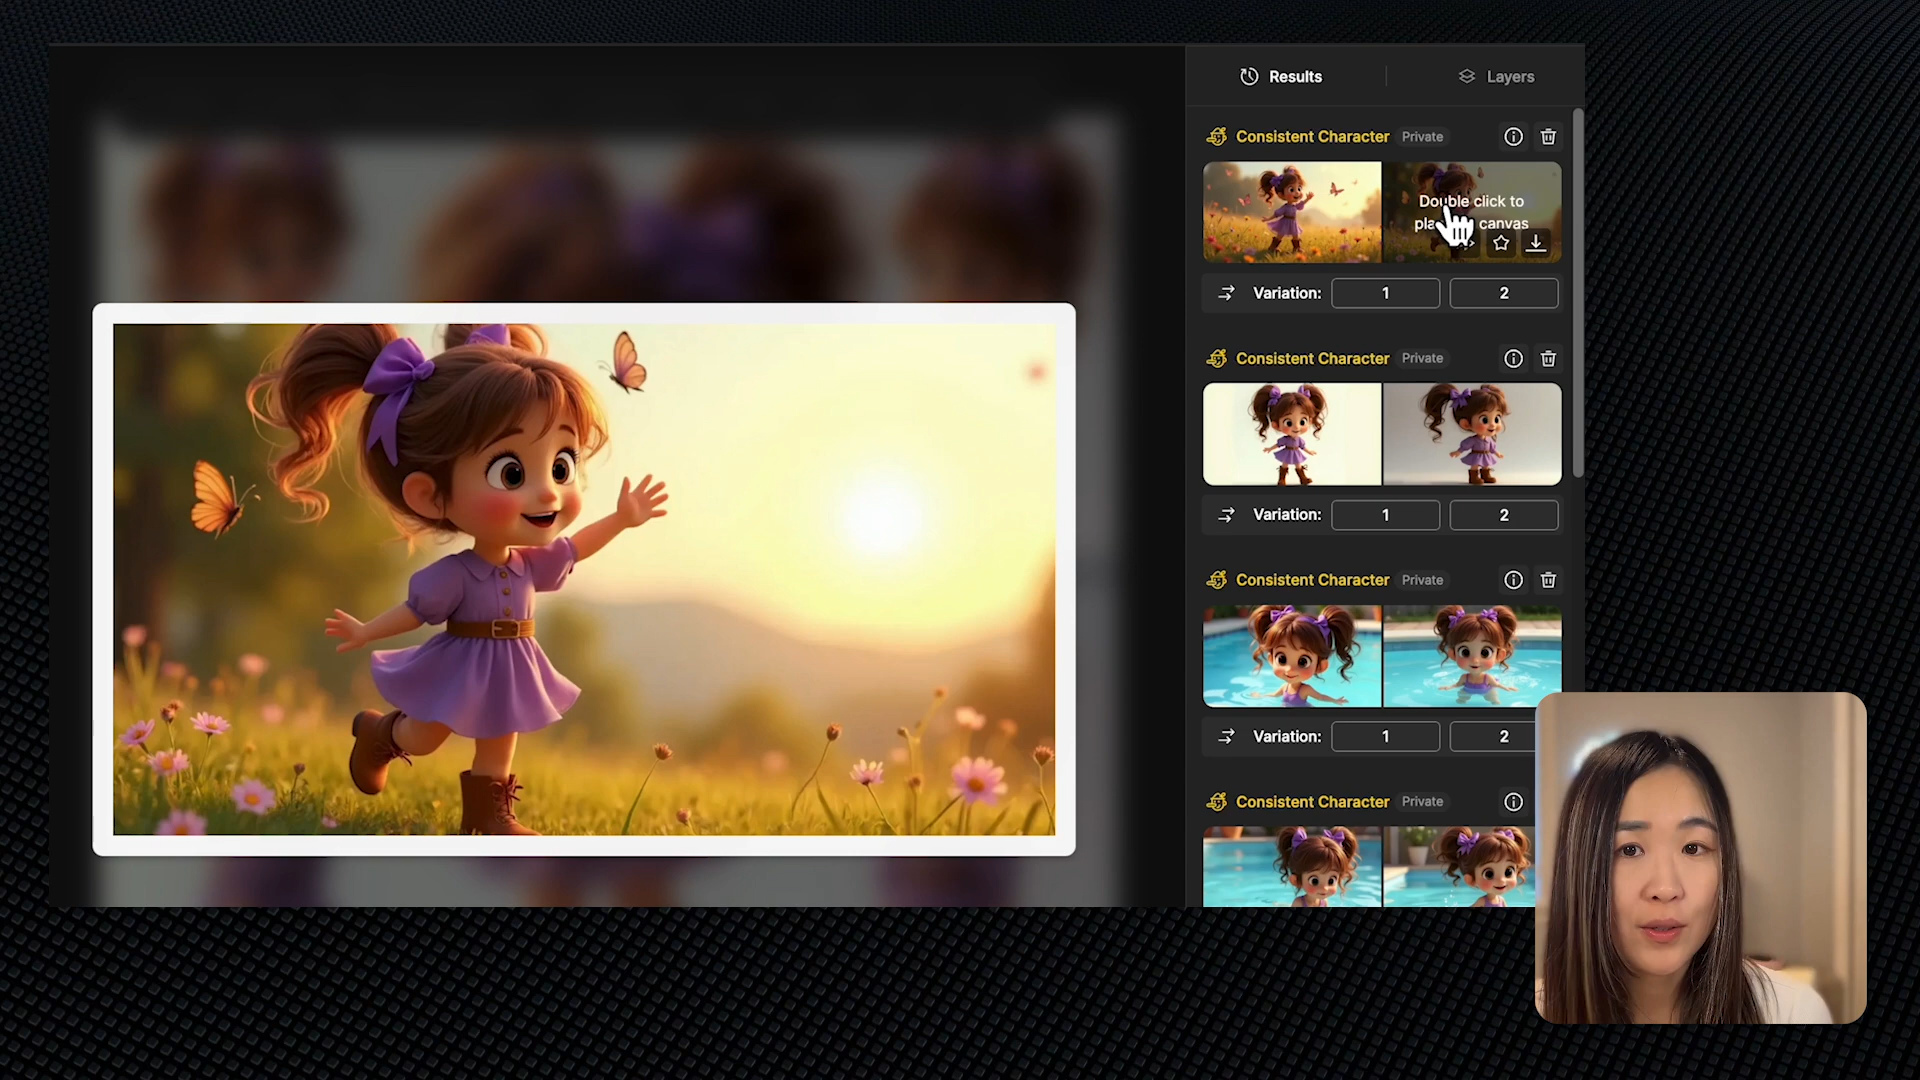 Results
Layers
Consistent Character Private
Double click to
canvas
Variation: 1 2
Consistent Character Private
Variation: 1 2
Consistent Character Private
Variation: 1 2
Consistent Character Private